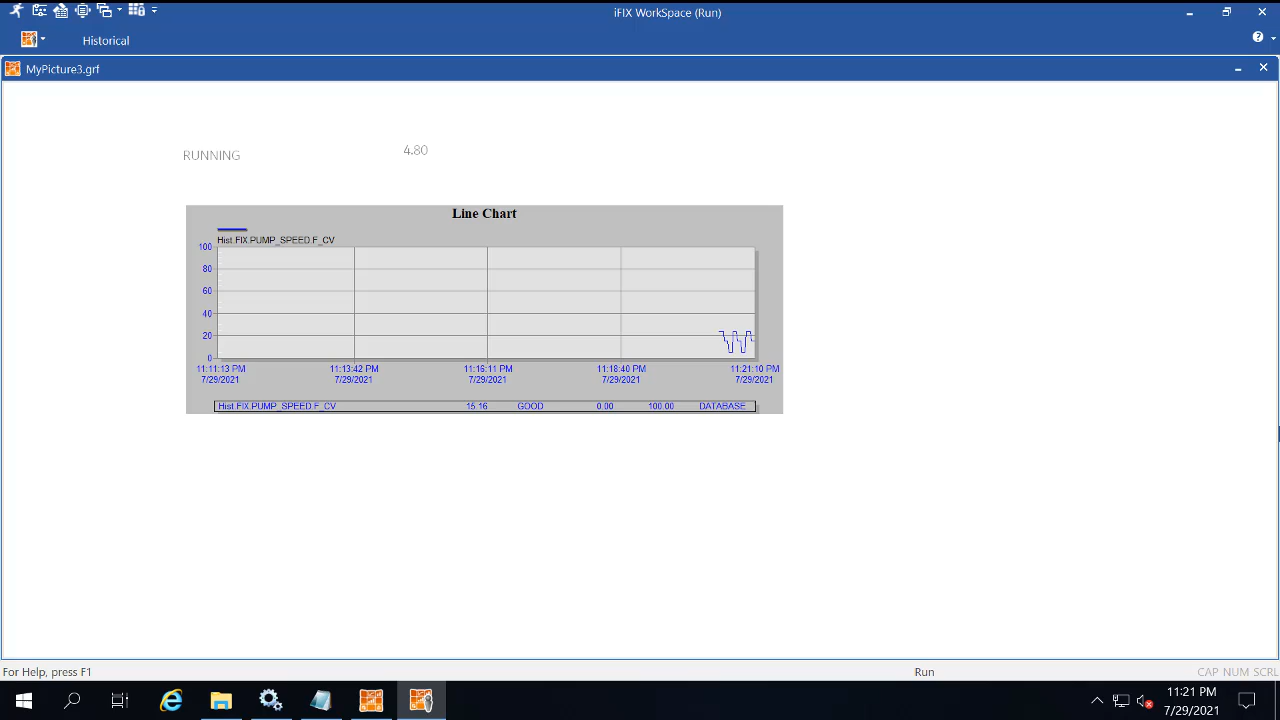 iFIX WorkSpace (Run)
Historical
MyPicture3.grf
RUNNING
4.80
Line Chart
Hist.FIX.PUMP_SPEED.F_CV
100
80
60
40
20
0
11:11:13 PM 11:13:42 PM 11:16:11 PM 11:18:40 PM 11:21:10 PM
7/29/2021 7/29/2021 7/29/2021 7/29/2021 7/29/2021
Hist.FIX.PUMP_SPEED.F_CV 15.16 GOOD 0.00 100.00 DATABASE
For Help, press F1 Run CAP NUM SCRL
11:21 PM
7/29/2021